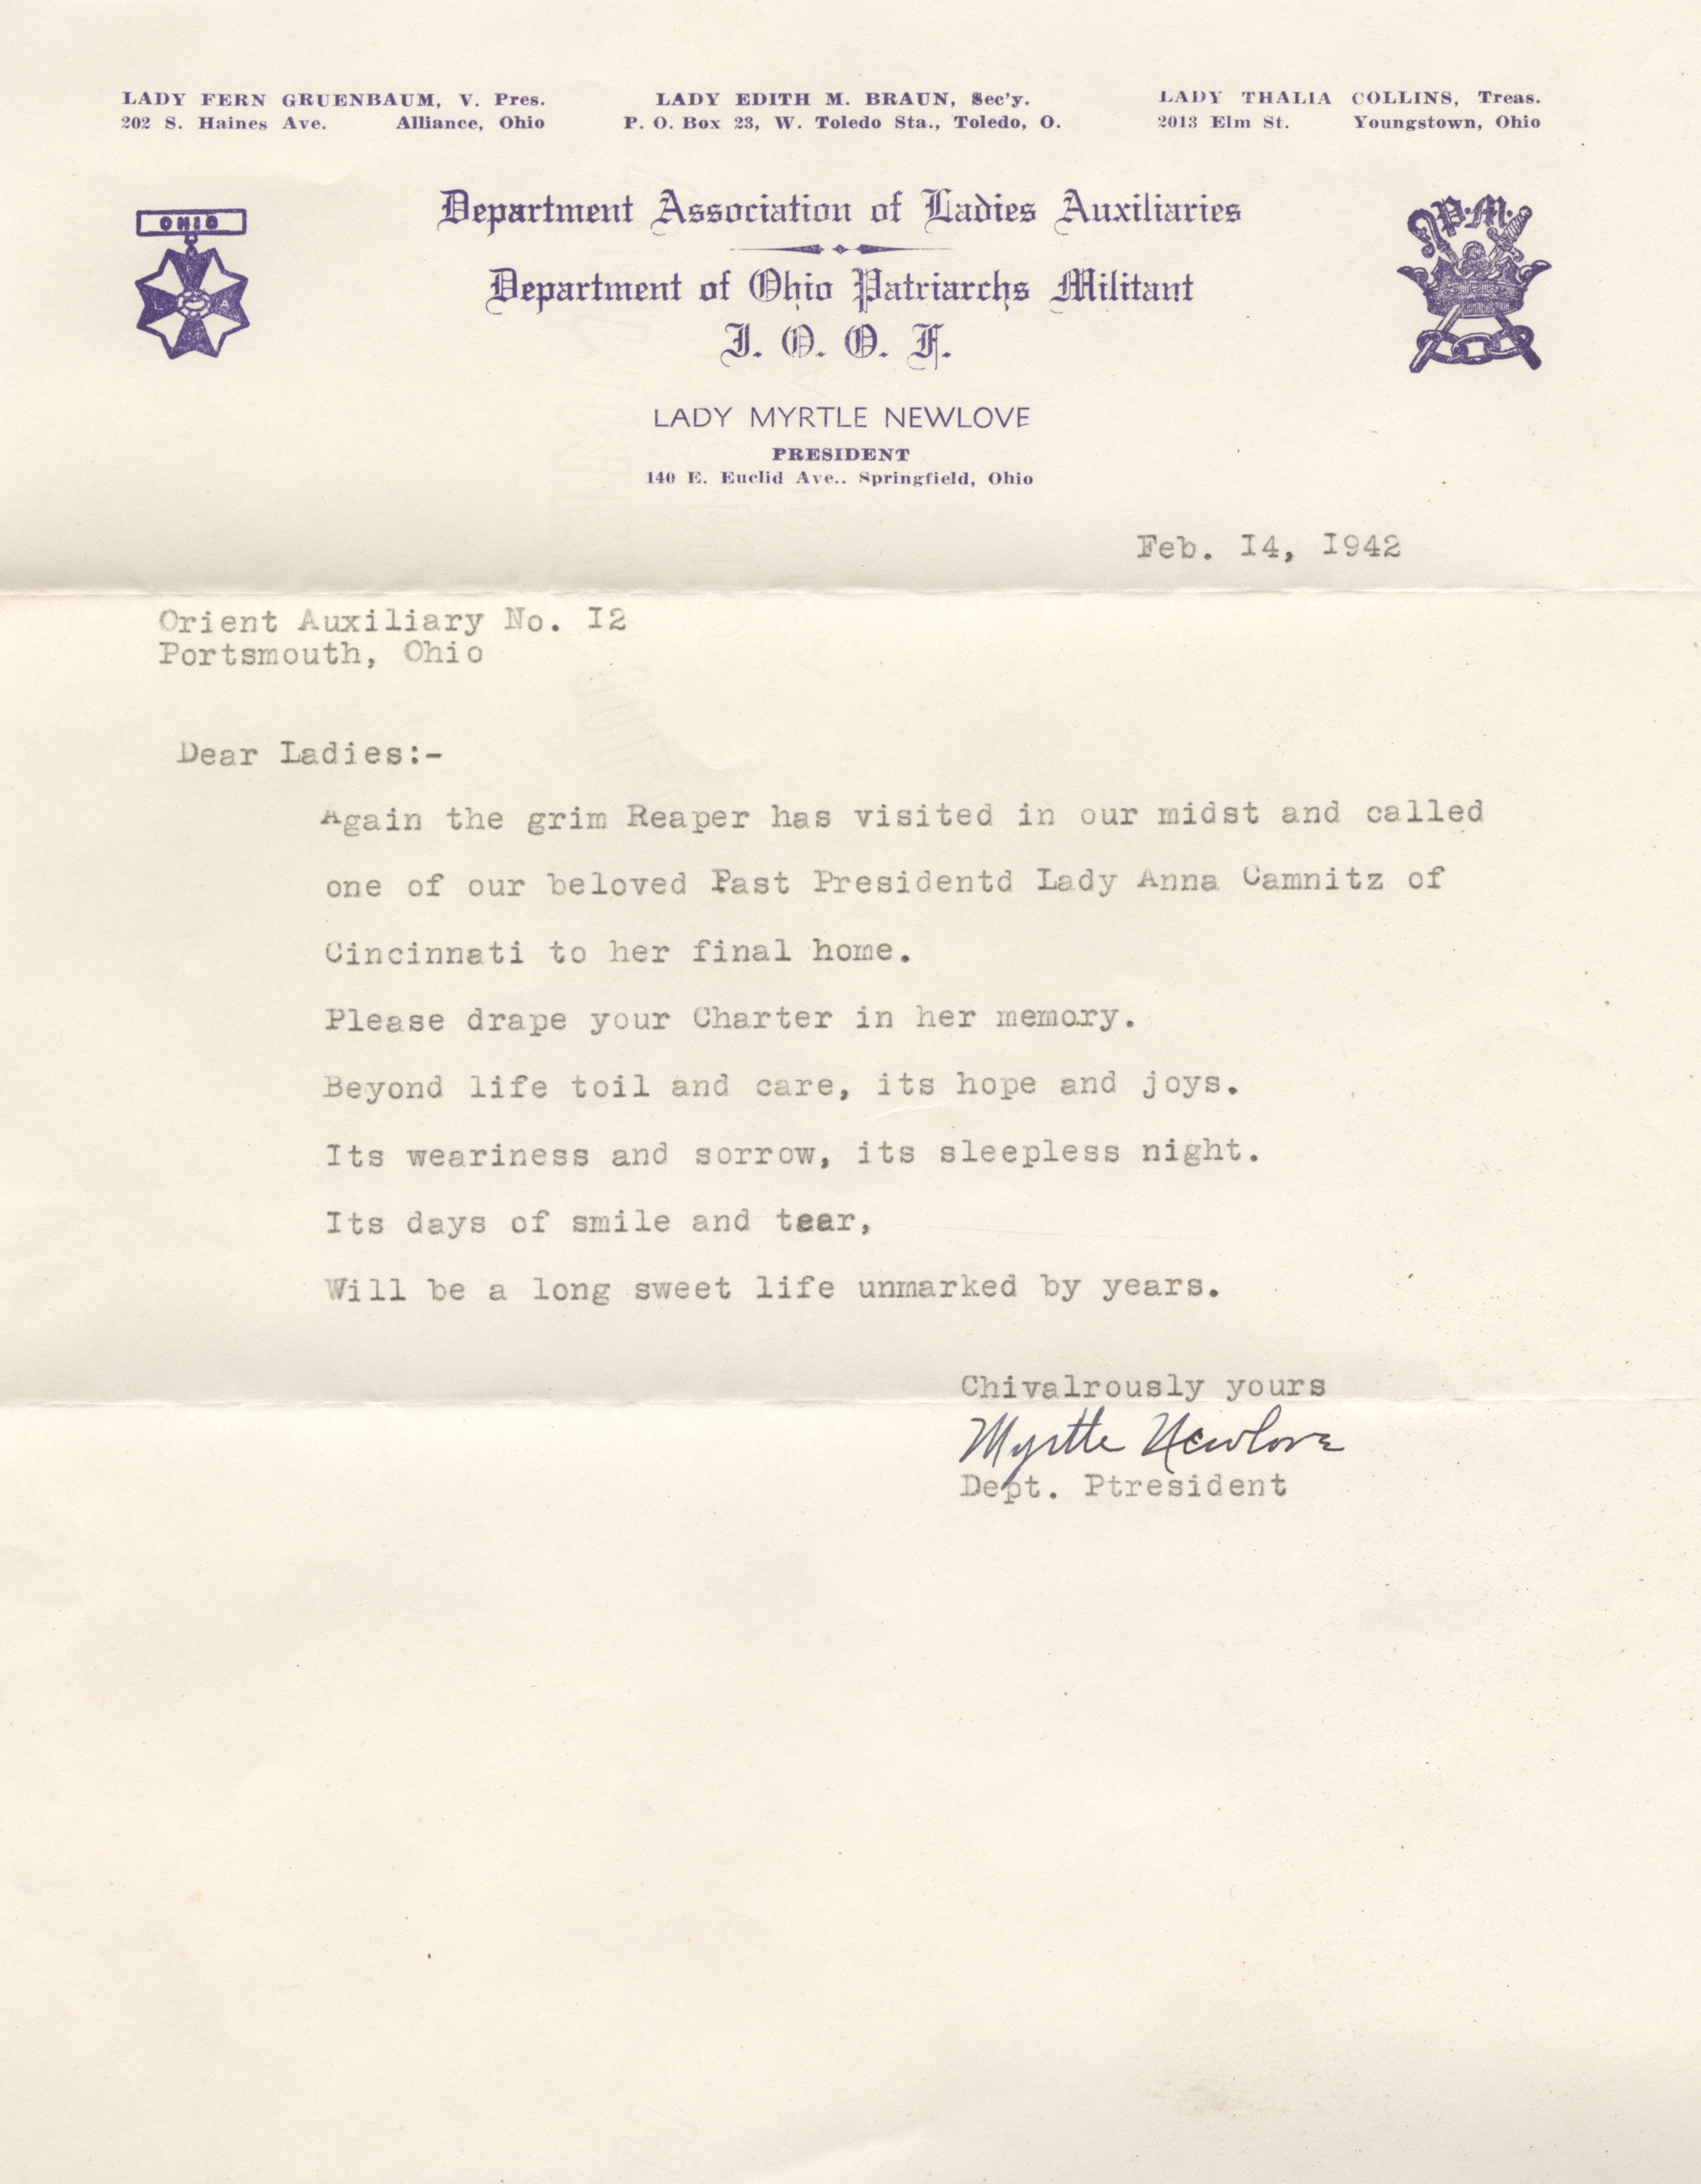 LADY FERN GRUENBAUM, V. Pres. LADY EDITH M. BRAUN, Sec'y. LADY THALIA COLLINS, Treas.
202 S. Haines Ave. Alliance, Ohio P. O. Box 23, W. Toledo Sta., Toledo, O. 2013 Elm St. Youngstown, Ohio
OHIO
L A
P.M.
Department Association of Ladies Auxiliaries
Department of Ohio Patriarchs Militant
I. O. O. F.
LADY MYRTLE NEWLOVE
PRESIDENT
140 E. Euclid Ave.. Springfield, Ohio
Feb. I4, I942
Orient Auxiliary No. I2
Portsmouth, Ohio
Dear Ladies:-
Again the grim Reaper has visited in our midst and called
one of our beloved Past Presidentd Lady Anna Camnitz of
Cincinnati to her final home.
Please drape your Charter in her memory.
Beyond life toil and care, its hope and joys.
Its weariness and sorrow, its sleepless night.
Its days of smile and tear,
Will be a long sweet life unmarked by years.
Chivalrously yours
Myrtle Newlove
Dept. Ptresident